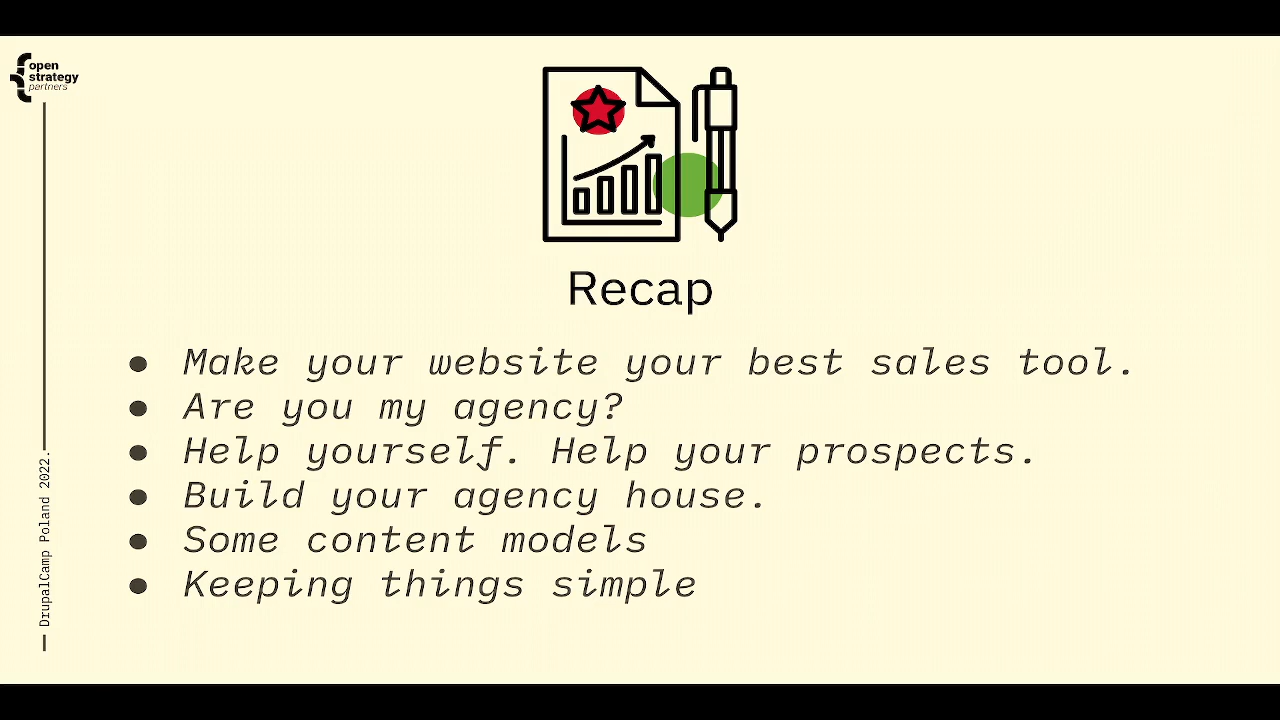 open
strategy
partners
Recap
● Make your website your best sales tool.
● Are you my agency?
● Help yourself. Help your prospects.
● Build your agency house.
● Some content models
● Keeping things simple
DrupalCamp Poland 2022.